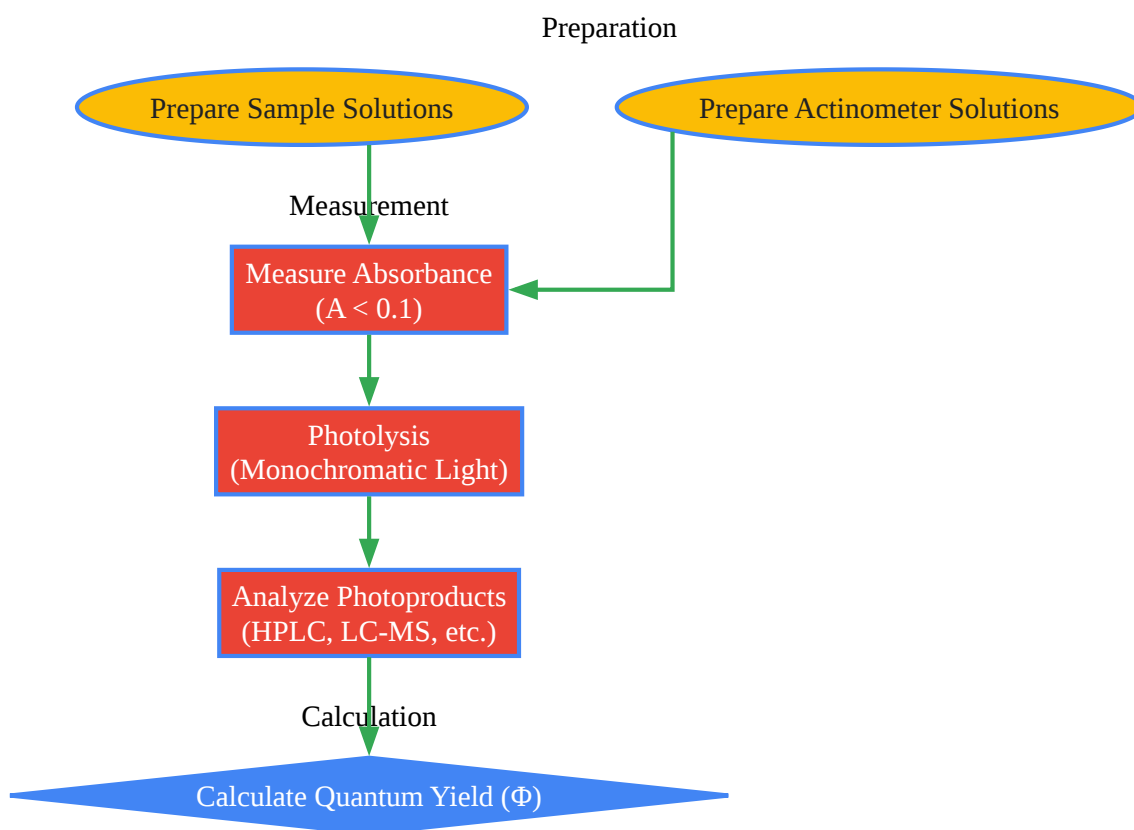 Preparation
Prepare Sample Solutions
Prepare Actinometer Solutions
Measurement
Measure Absorbance
(A < 0.1)
Photolysis
(Monochromatic Light)
Analyze Photoproducts
(HPLC, LC-MS, etc.)
Calculation
Calculate Quantum Yield (Φ)